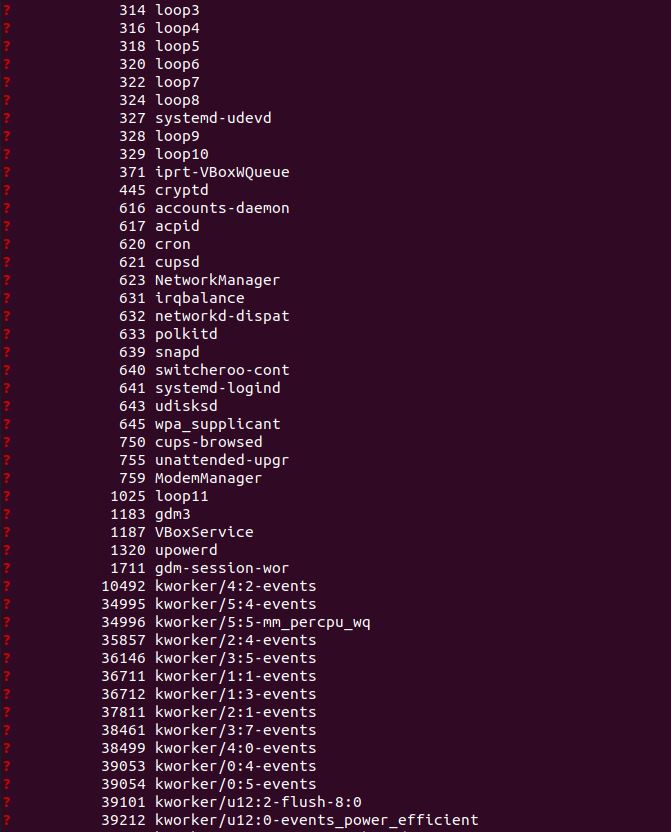 ? 314 loop3
? 316 loop4
? 318 loop5
? 320 loop6
? 322 loop7
? 324 loop8
? 327 systemd-udevd
? 328 loop9
? 329 loop10
? 371 iprt-VBoxWQueue
? 445 cryptd
? 616 accounts-daemon
? 617 acpid
? 620 cron
? 621 cupsd
? 623 NetworkManager
? 631 irqbalance
? 632 networkd-dispat
? 633 polkitd
? 639 snapd
? 640 switcheroo-cont
? 641 systemd-logind
? 643 udisksd
? 645 wpa_supplicant
? 750 cups-browsed
? 755 unattended-upgr
? 759 ModemManager
? 1025 loop11
? 1183 gdm3
? 1187 VBoxService
? 1320 upowerd
? 1711 gdm-session-wor
? 10492 kworker/4:2-events
? 34995 kworker/5:4-events
? 34996 kworker/5:5-mm_percpu_wq
? 35857 kworker/2:4-events
? 36146 kworker/3:5-events
? 36711 kworker/1:1-events
? 36712 kworker/1:3-events
? 37811 kworker/2:1-events
? 38461 kworker/3:7-events
? 38499 kworker/4:0-events
? 39053 kworker/0:4-events
? 39054 kworker/0:5-events
? 39101 kworker/u12:2-flush-8:0
? 39212 kworker/u12:0-events_power_efficient